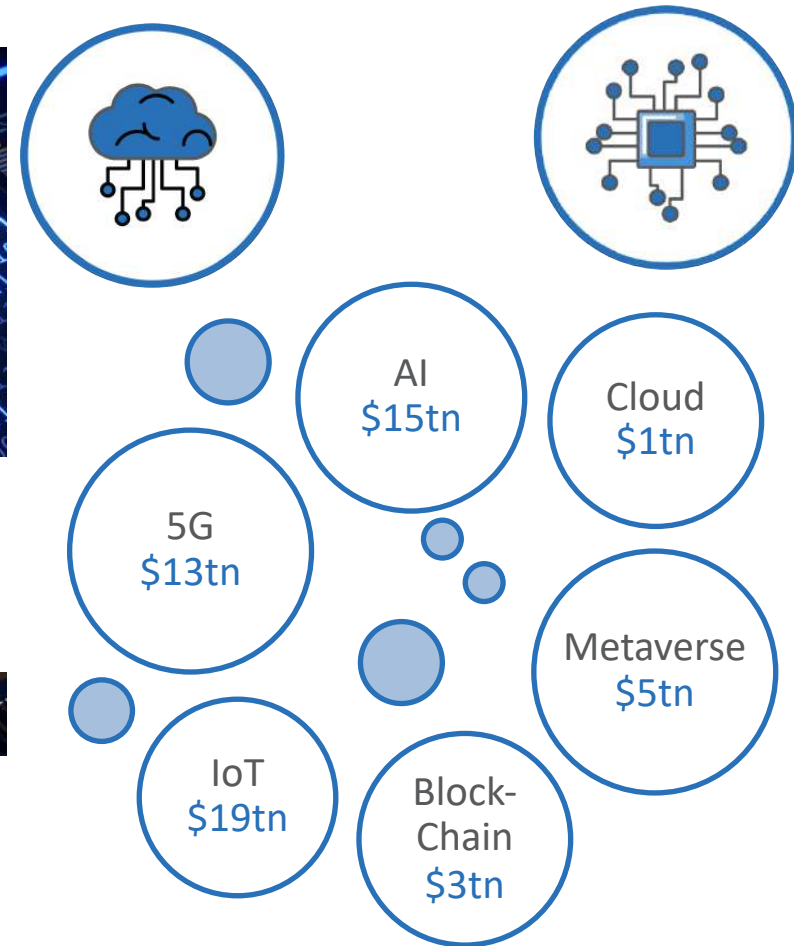 AI
$15tn
Cloud
$1tn
5G
$13tn
Metaverse
$5tn
IoT
$19tn
Block-
Chain
$3tn